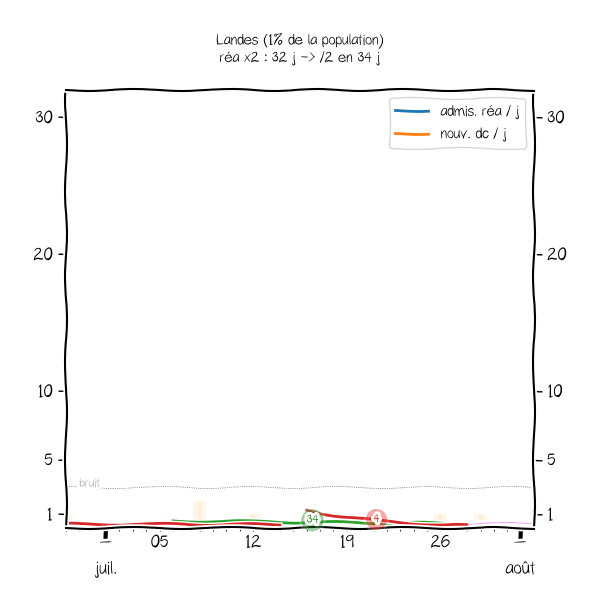 Landes (1% de la population)
réa x2 : 32 j -> /2 en 34 j
admis. réa / j
nouv. dc / j
30
30
20
20
10
10
5
5
bruit
1
1
34
4
05
12
19
26
juil.
août